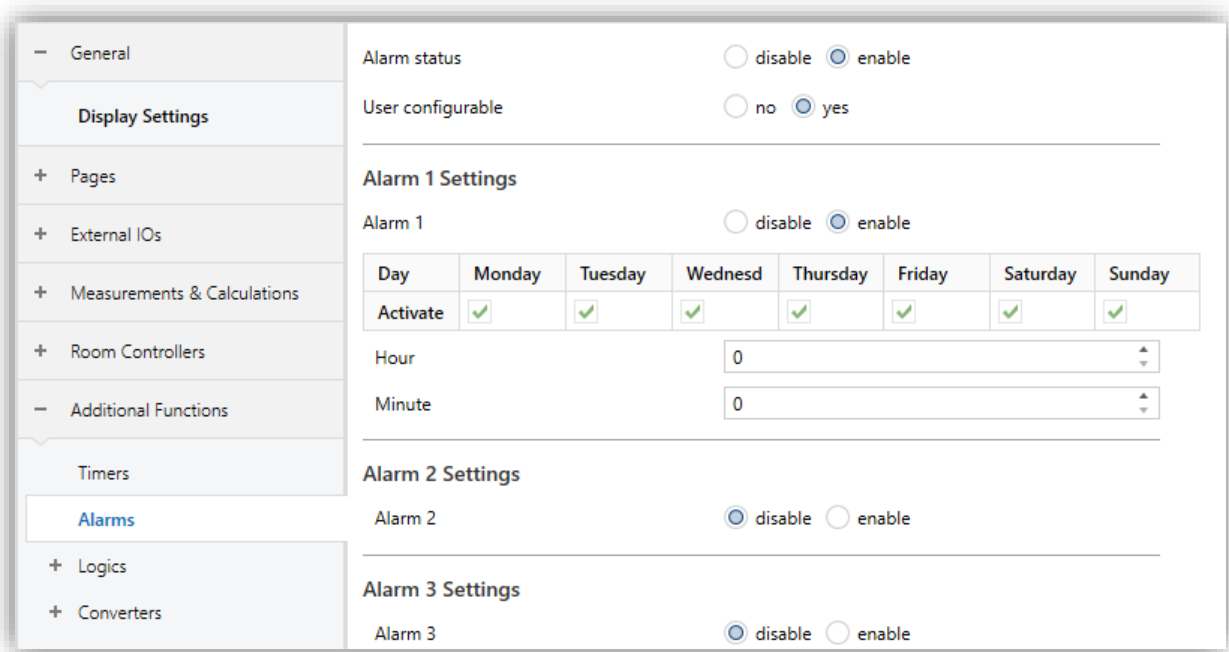 General
Display Settings
Pages
External IOs
Measurements & Calculations
Room Controllers
Additional Functions
Timers
Alarms
Logics
Converters
Alarm status disable enable
User configurable no yes
Alarm 1 Settings
Alarm 1 disable enable
Day Monday Tuesday Wednesd Thursday Friday Saturday Sunday
Activate
Hour 0
Minute 0
Alarm 2 Settings
Alarm 2 disable enable
Alarm 3 Settings
Alarm 3 disable enable